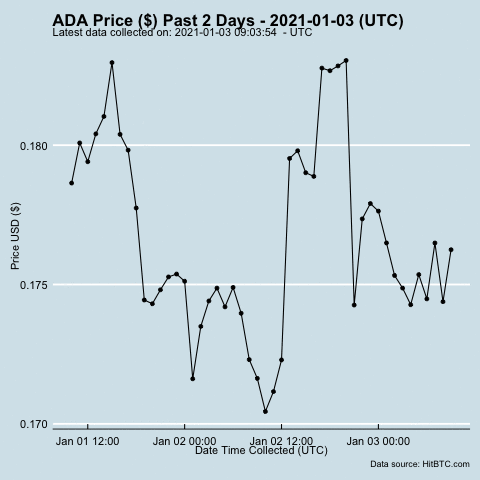 ADA Price ($) Past 2 Days - 2021-01-03 (UTC)
Latest data collected on: 2021-01-03 09:03:54  - UTC
Price USD ($)
0.180
0.175
0.170
Jan 01 12:00 Jan 02 00:00 Jan 02 12:00 Jan 03 00:00
Date Time Collected (UTC)
Data source: HitBTC.com